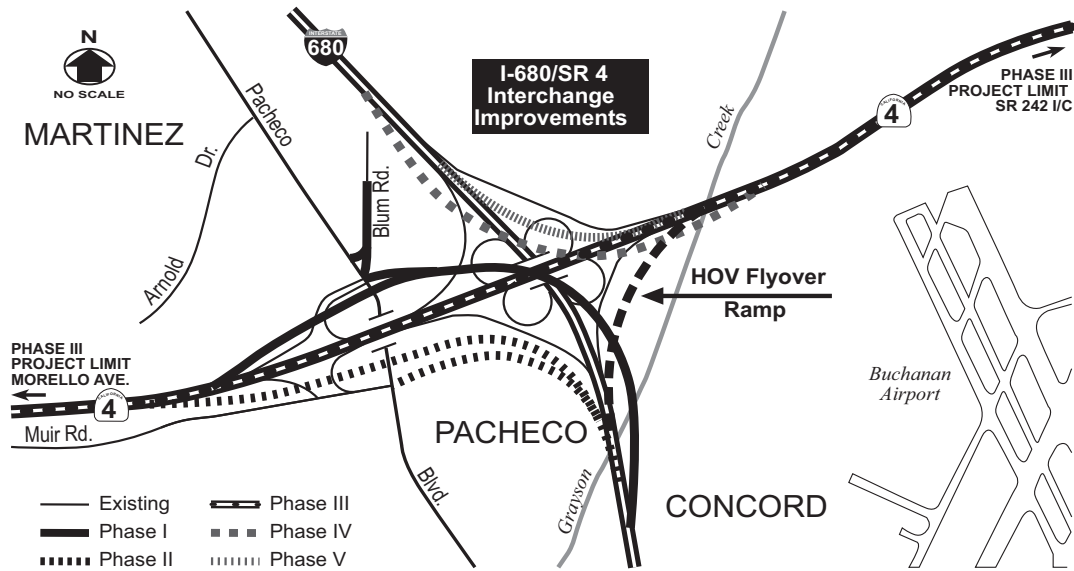 N
NO SCALE
MARTINEZ
INTERSTATE
680
I-680/SR 4
Interchange
Improvements
PHASE III
PROJECT LIMIT
SR 242 I/C
CALIFORNIA
4
Pacheco
Creek
Dr.
Blum Rd.
Arnold
HOV Flyover
Ramp
PHASE III
PROJECT LIMIT
MORELLO AVE.
CALIFORNIA
4
Buchanan
Airport
Muir Rd.
PACHECO
Blvd.
Grayson
CONCORD
Existing
Phase I
Phase II
Phase III
Phase IV
Phase V